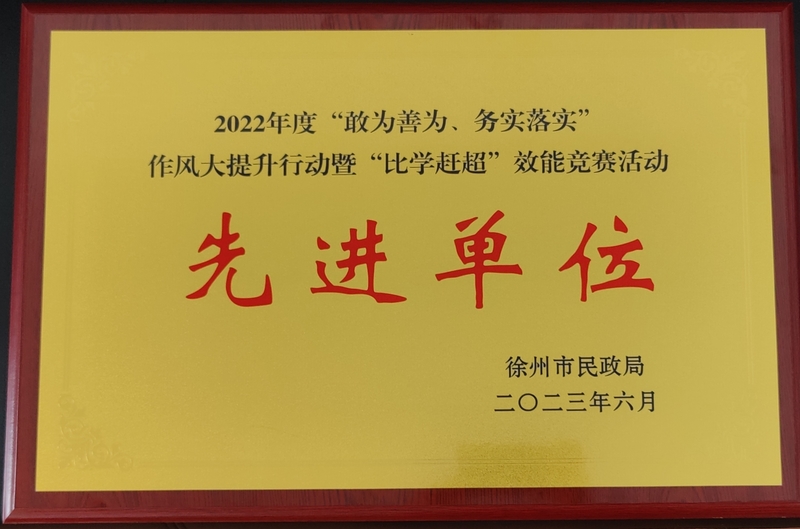 2022年度“敢为善为、务实落实”
作风大提升行动暨“比学赶超”效能竞赛活动
先进单位
徐州市民政局
二〇二三年六月